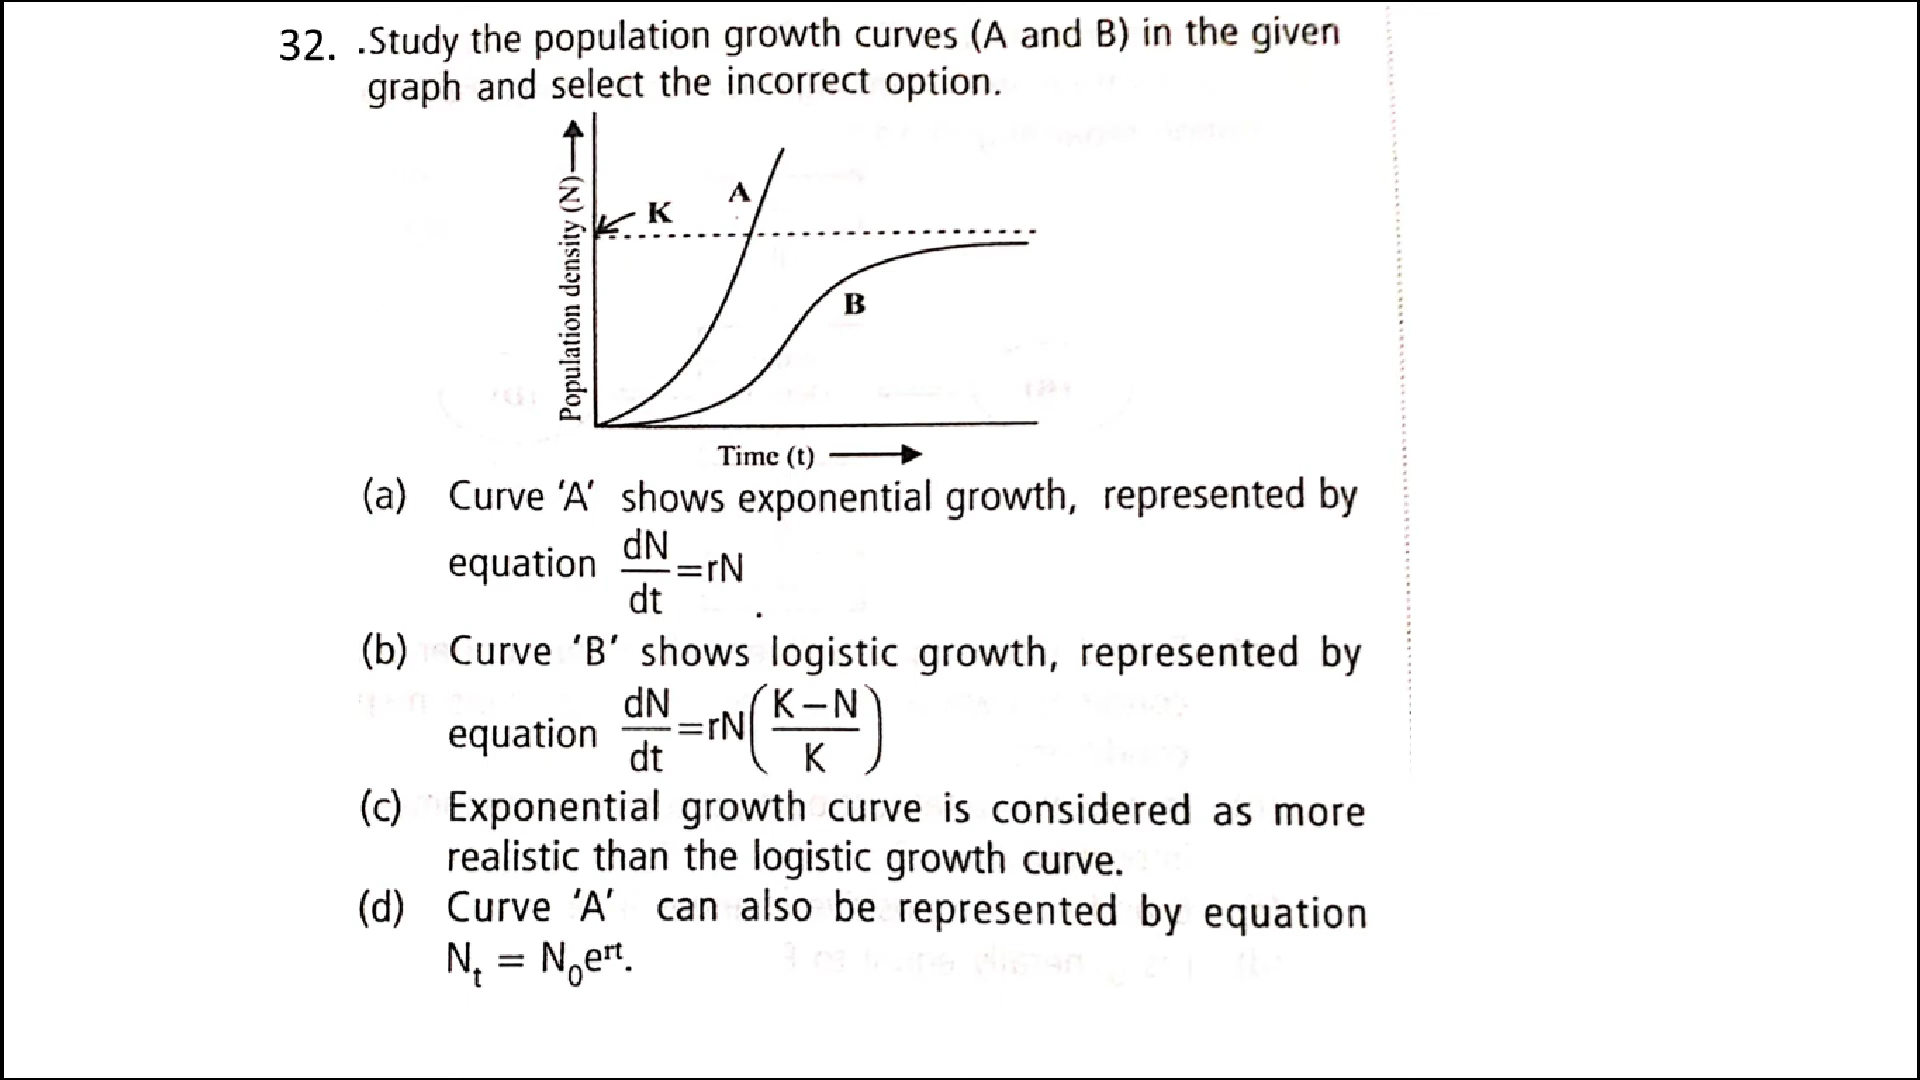 32. .Study the population growth curves (A and B) in the given
graph and select the incorrect option.
Population density (N)
K
A
B
Time (t)
(a) Curve ‘A’ shows exponential growth, represented by
equation dN/dt =rN
(b) Curve ‘B’ shows logistic growth, represented by
equation dN/dt =rN(K–N/K)
(c) Exponential growth curve is considered as more
realistic than the logistic growth curve.
(d) Curve ‘A’ can also be represented by equation
Nₜ = N₀eʳᵗ.